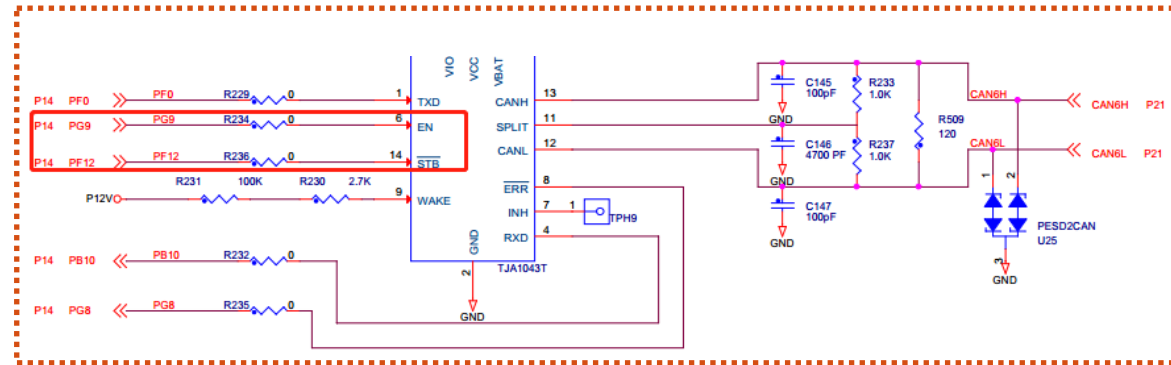 VIO VCC VBAT
P14 PF0 PF0 R229 0 1 TXD CANH 13
P14 PG9 PG9 R234 0 6 EN SPLIT 11
P14 PF12 PF12 R236 0 14 STB CANL 12
P12V R231 100K R230 2.7K 9 WAKE ERR 8
INH 7 1 TPH9
P14 PB10 PB10 R232 0 RXD 4
P14 PG8 PG8 R235 0
GND 2 GND
TJA1043T
C145
100pF
GND
C146
4700 PF
GND
C147
100pF
GND
R233
1.0K
R237
1.0K
R509
120
CAN6H CAN6H P21
CAN6L CAN6L P21
1 2
PESD2CAN
U25
3
GND